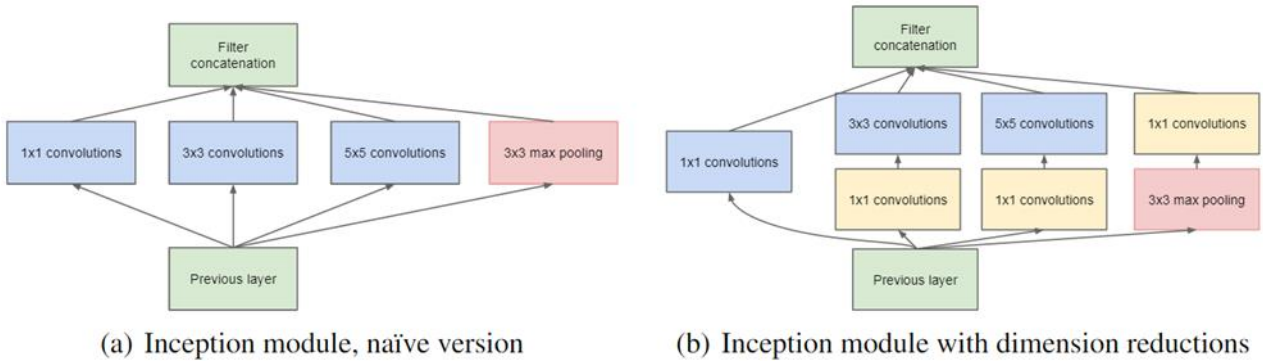 Filter
concatenation
1x1 convolutions
3x3 convolutions
5x5 convolutions
3x3 max pooling
Previous layer
(a) Inception module, naïve version
Filter
concatenation
3x3 convolutions
5x5 convolutions
1x1 convolutions
1x1 convolutions
1x1 convolutions
1x1 convolutions
3x3 max pooling
Previous layer
(b) Inception module with dimension reductions